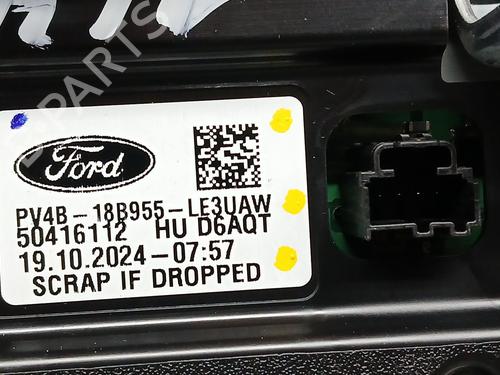 Ford
PV4B-18B955-LE3UAW
50416112 HU D6AQT
19.10.2024-07:57
SCRAP IF DROPPED